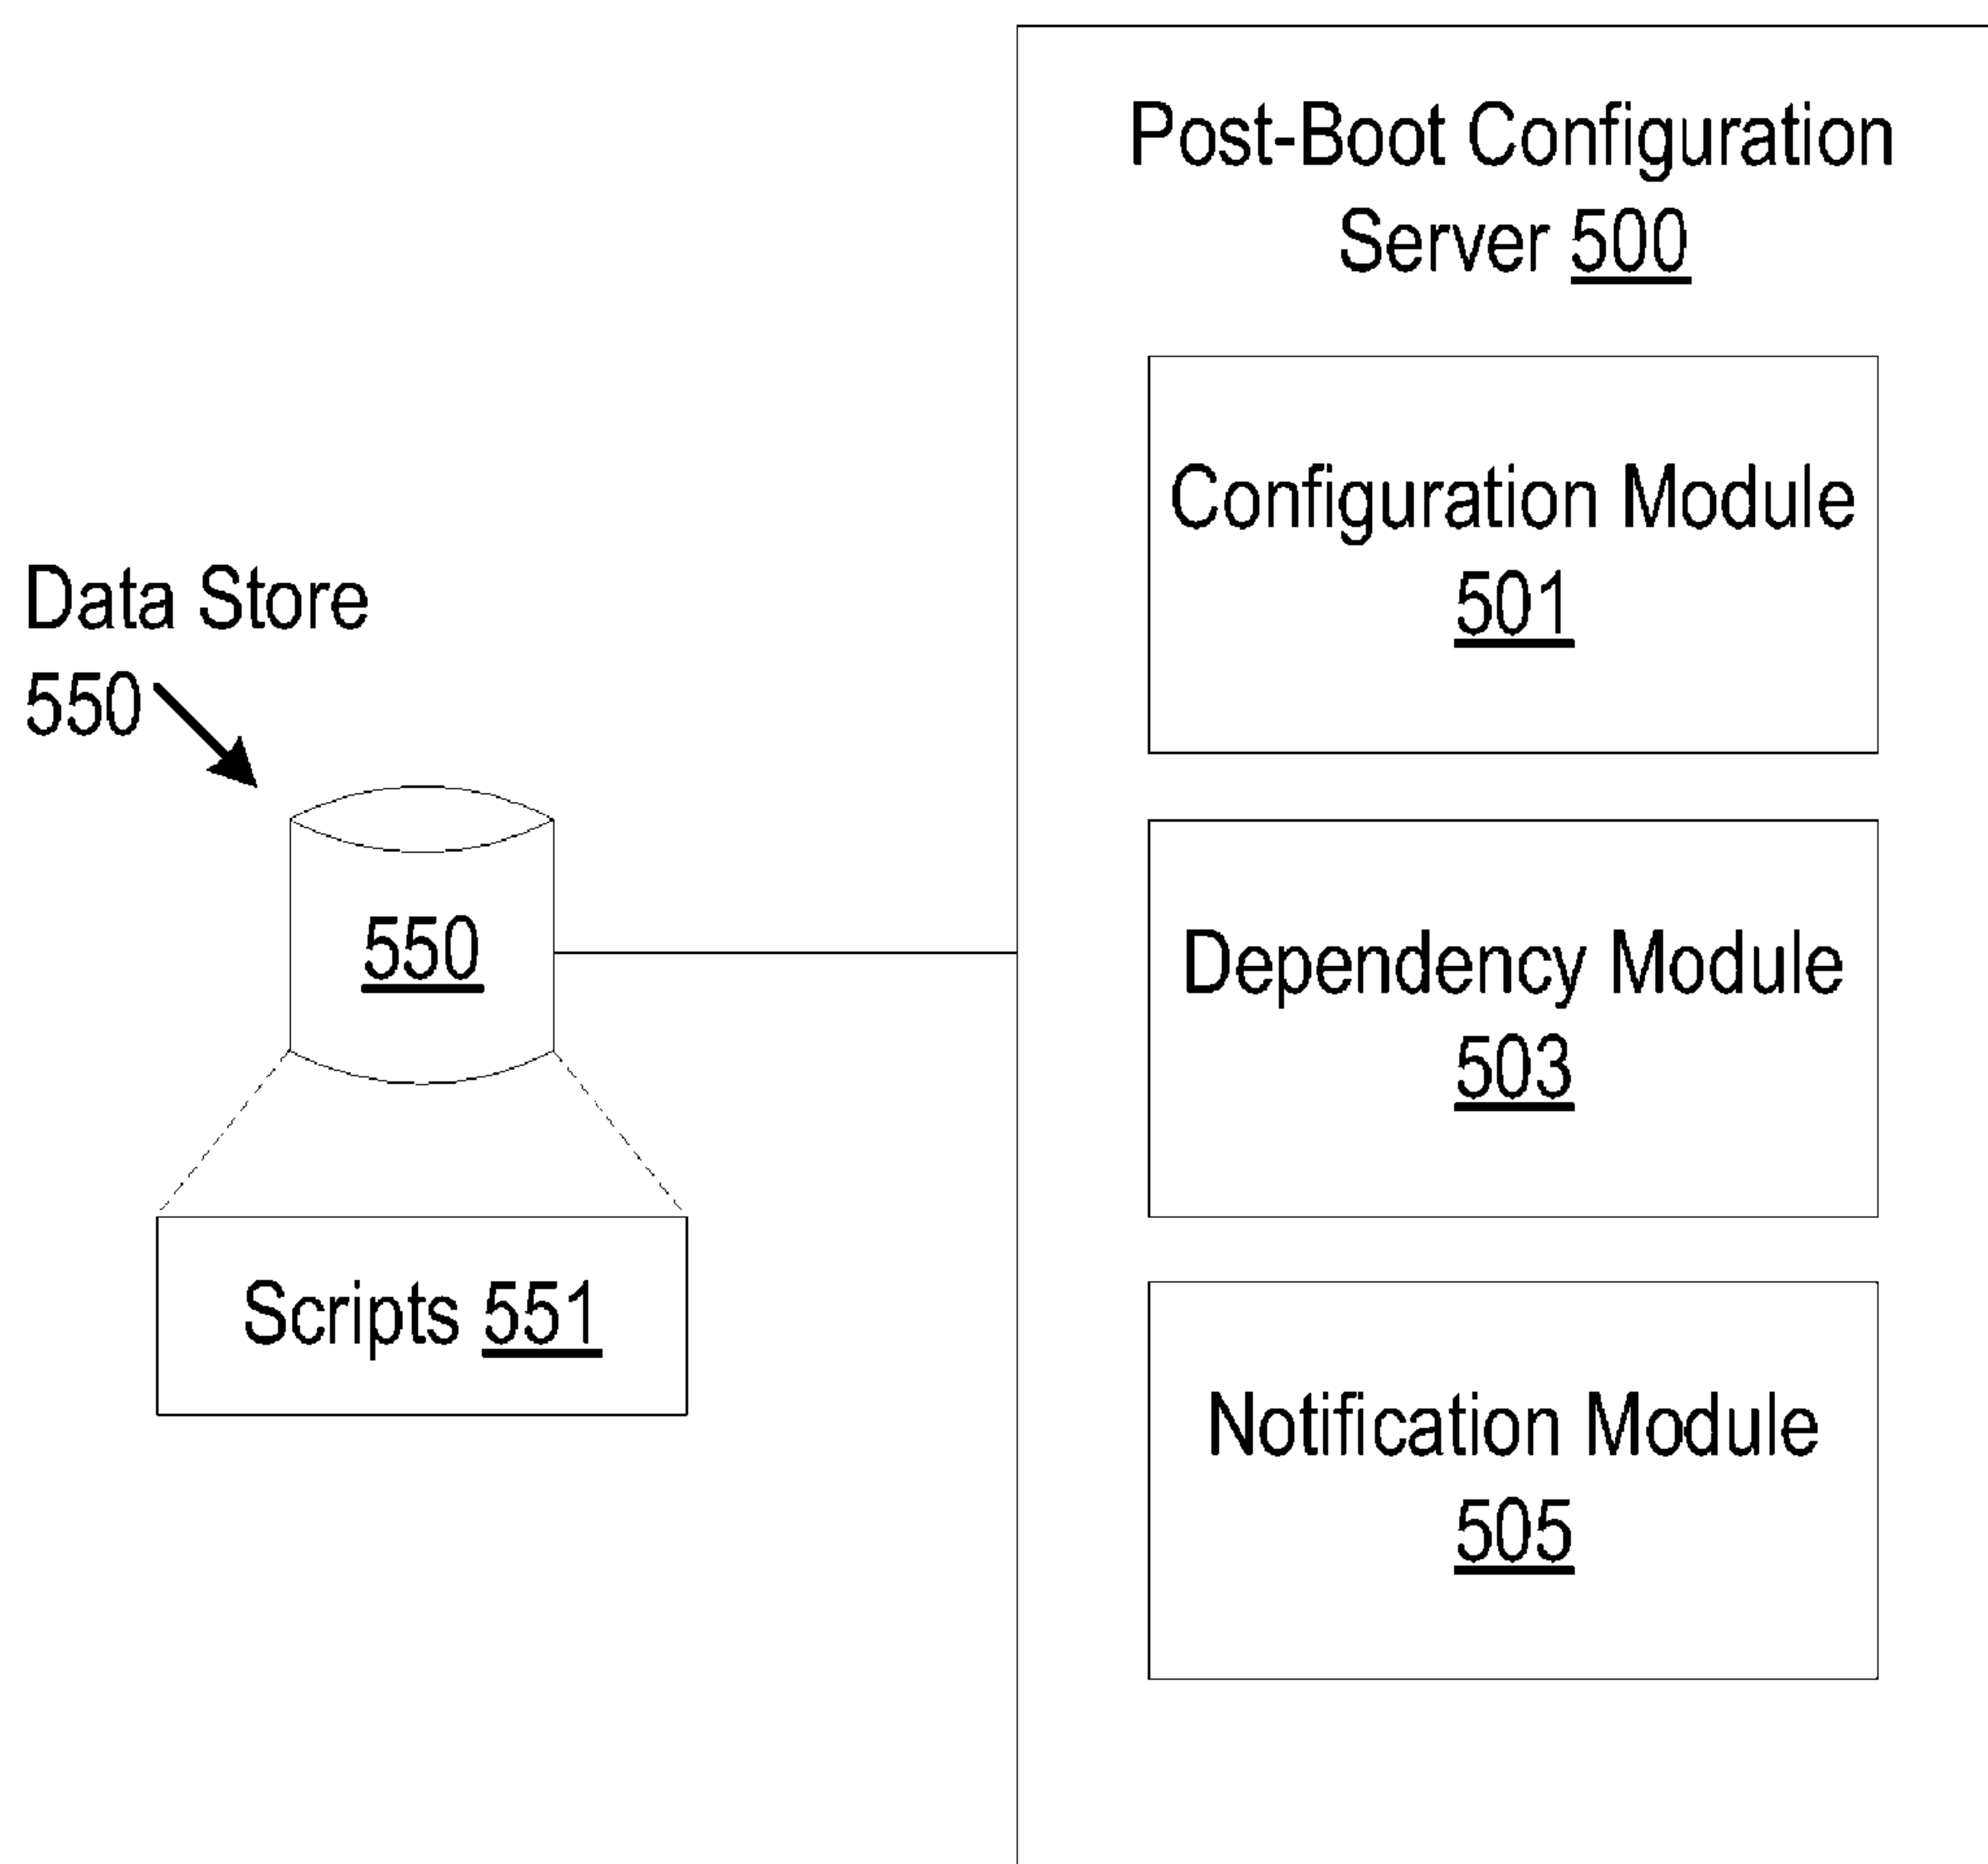 Post-Boot Configuration
Server 500
Configuration Module
501
Data Store
550
550
Dependency Module
503
Scripts 551
Notification Module
505